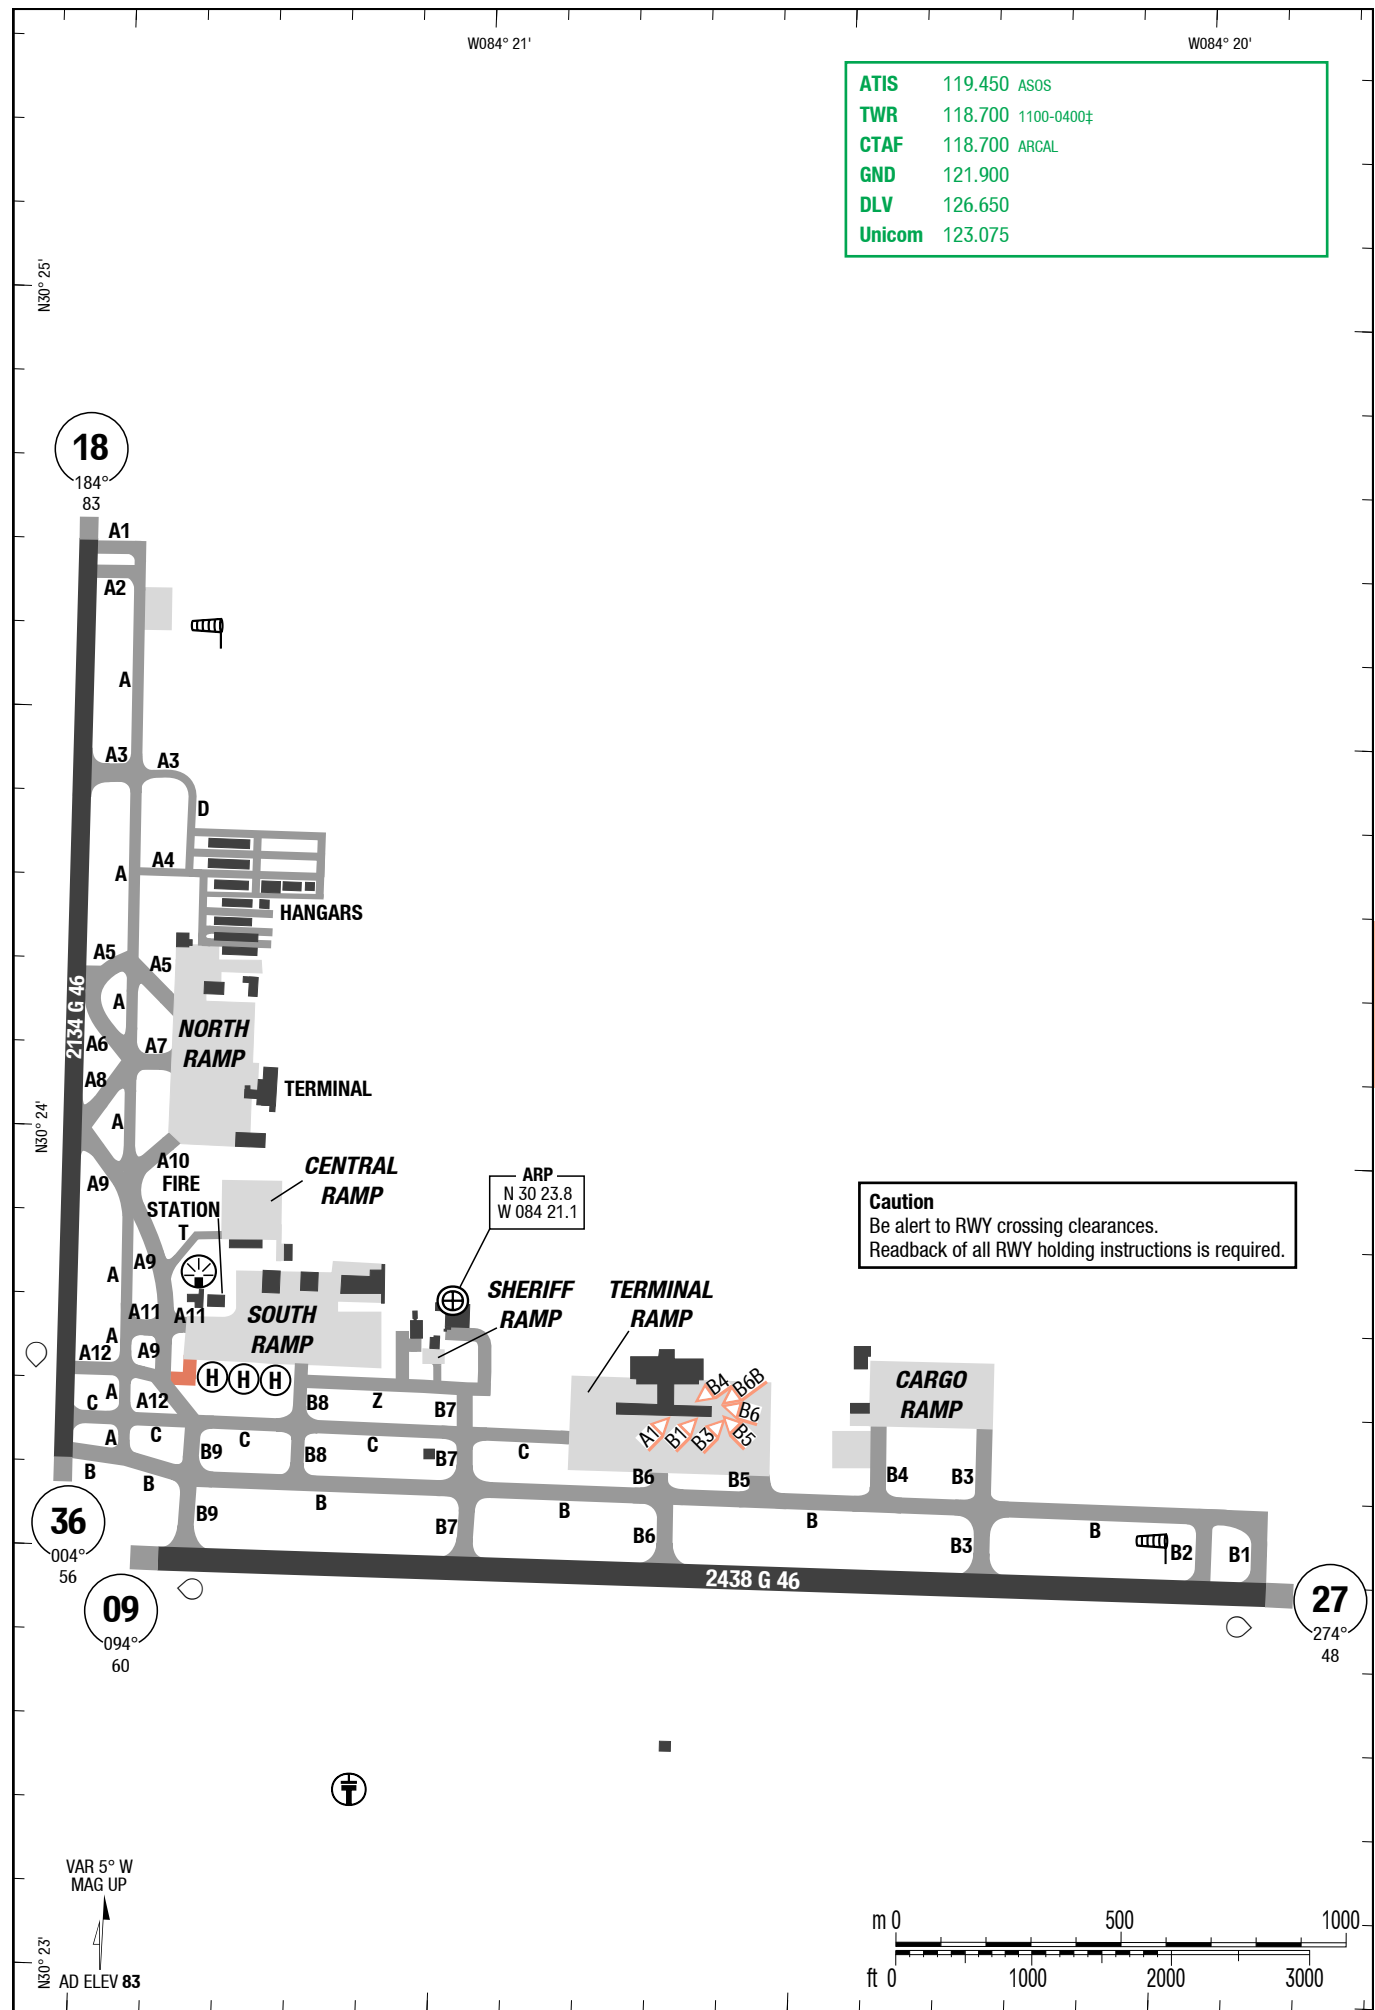 W084° 21'
W084° 20'
ATIS 119.450 ASOS
TWR 118.700 1100-0400‡
CTAF 118.700 ARCAL
GND 121.900
DLV 126.650
Unicom 123.075
N30° 25'
18
184°
83
A1
A2
A
A3
A3
D
A4
A
HANGARS
A5
A5
A
2134 G 46
NORTH
RAMP
A6
A7
A8
TERMINAL
A
N30° 24'
A10
A9
FIRE
STATION
T
CENTRAL
RAMP
ARP
N 30 23.8
W 084 21.1
Caution
Be alert to RWY crossing clearances.
Readback of all RWY holding instructions is required.
A9
A
SHERIFF
RAMP
TERMINAL
RAMP
A11
A11
SOUTH
RAMP
A
A12
A9
H
H
H
CARGO
RAMP
B4
B6B
B6
B5
A1
B1
B3
C
A
A12
B8
Z
B7
A
C
B9
C
B8
C
B7
C
B
B
B6
B5
B4
B3
B9
B
B7
B
B6
B
B3
B
B2
B1
36
004°
56
09
094°
60
2438 G 46
27
274°
48
VAR 5° W
MAG UP
N30° 23'
AD ELEV 83
m 0 500 1000
ft 0 1000 2000 3000